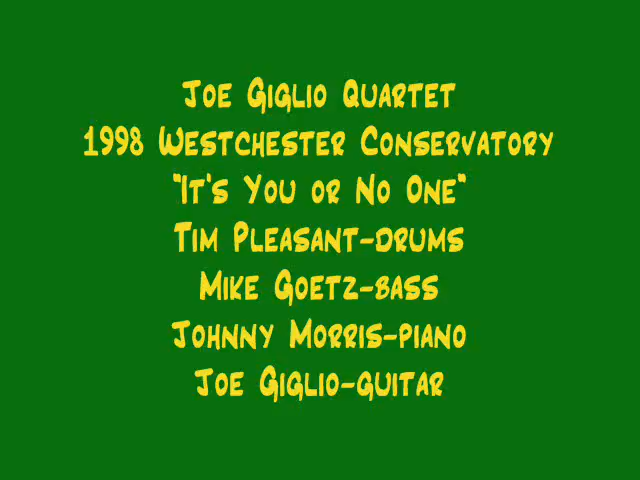 Joe Giglio Quartet
1998 Westchester Conservatory
"It's You or No One"
Tim Pleasant-drums
Mike Goetz-bass
Johnny Morris-piano
Joe Giglio-guitar